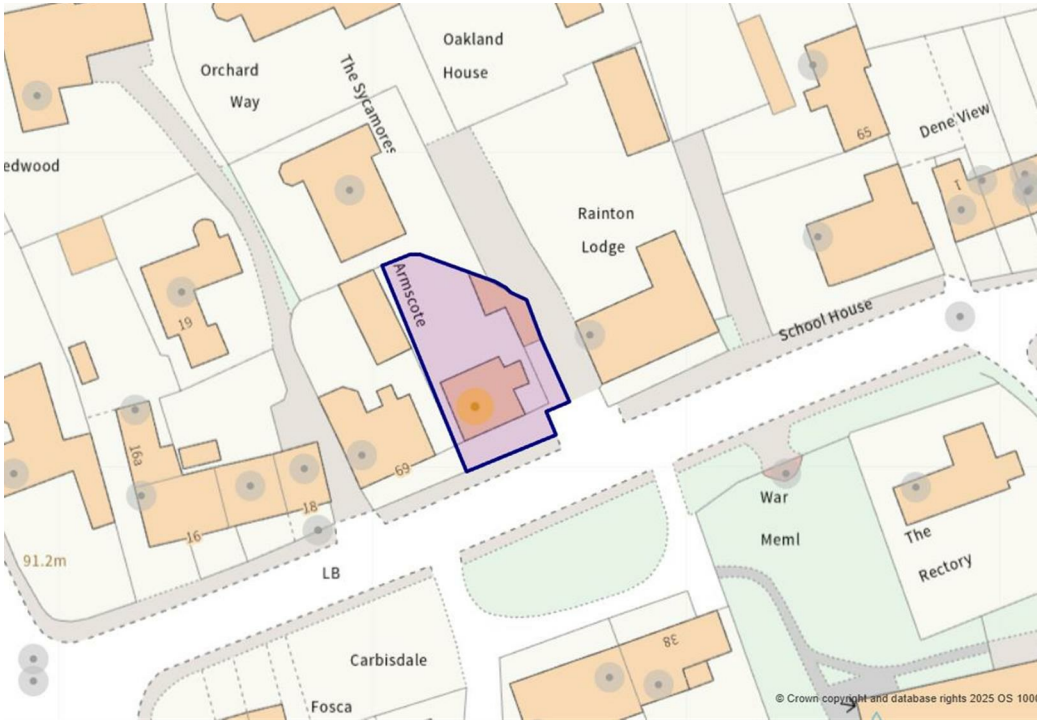 Oakland
House
Orchard
Way
The Sycamores
Dene View
65
1
edwood
Rainton
Lodge
Armscote
School House
19
16a
69
18
16
91.2m
LB
War
Meml
The
Rectory
Carbisdale
38
Fosca
© Crown copyright and database rights 2025 OS 1000